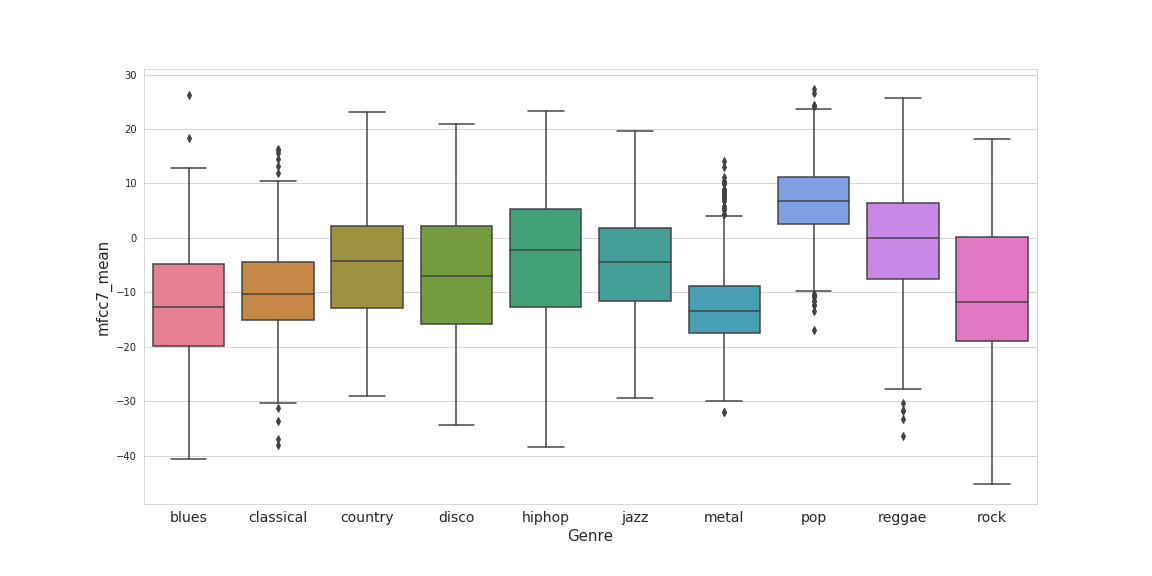 mfcc7_mean
30
20
10
0
−10
−20
−30
−40
blues classical country disco hiphop jazz metal pop reggae rock
Genre